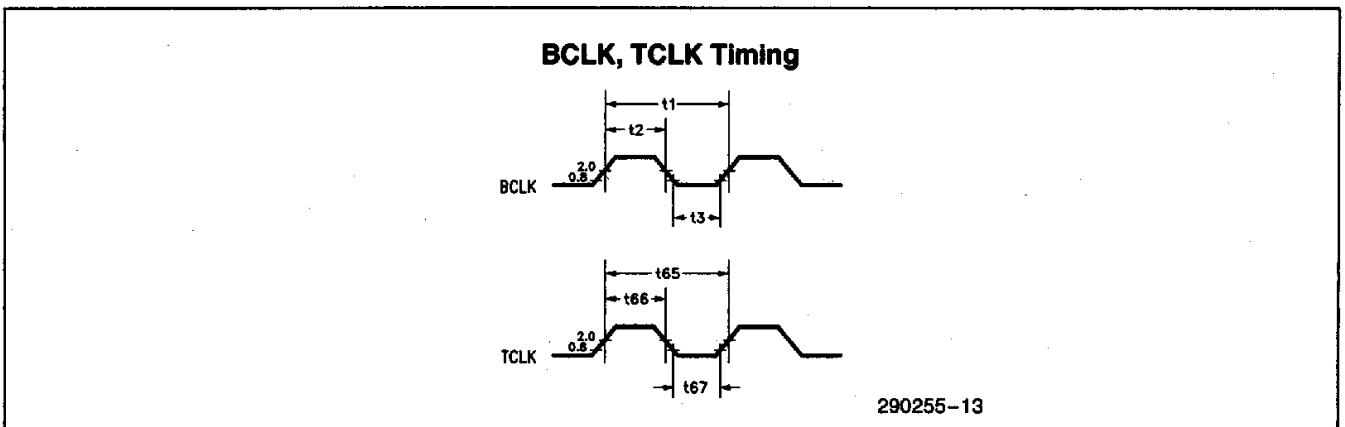 BCLK, TCLK Timing
t1
t2
2.0
0.8
BCLK
t3
t65
t66
2.0
0.8
TCLK
t67
290255-13